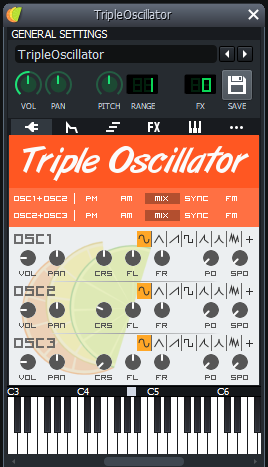 TripleOscillator
GENERAL SETTINGS
TripleOscillator
1 0
VOL PAN PITCH RANGE FX SAVE
FX
Triple Oscillator
OSC1+OSC2 PM AM MIX SYNC FM
OSC2+OSC3 PM AM MIX SYNC FM
OSC1
VOL PAN CRS FL FR PO SPO
OSC2
VOL PAN CRS FL FR PO SPO
OSC3
VOL PAN CRS FL FR PO SPO
C3 C4 C5 C6